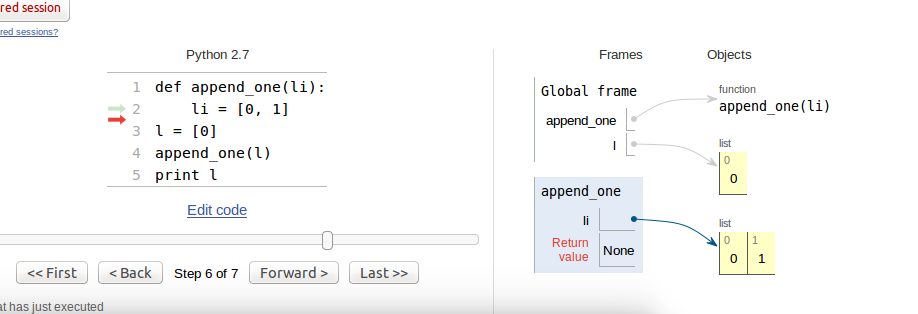 red session
red sessions?
Python 2.7
1 def append_one(li):
2     li = [0, 1]
3 l = [0]
4 append_one(l)
5 print l
Edit code
<< First < Back Step 6 of 7 Forward > Last >>
at has just executed
Frames Objects
Global frame
append_one
l
function
append_one(li)
list
0
0
append_one
li
Return
value
None
list
0 1
0 1